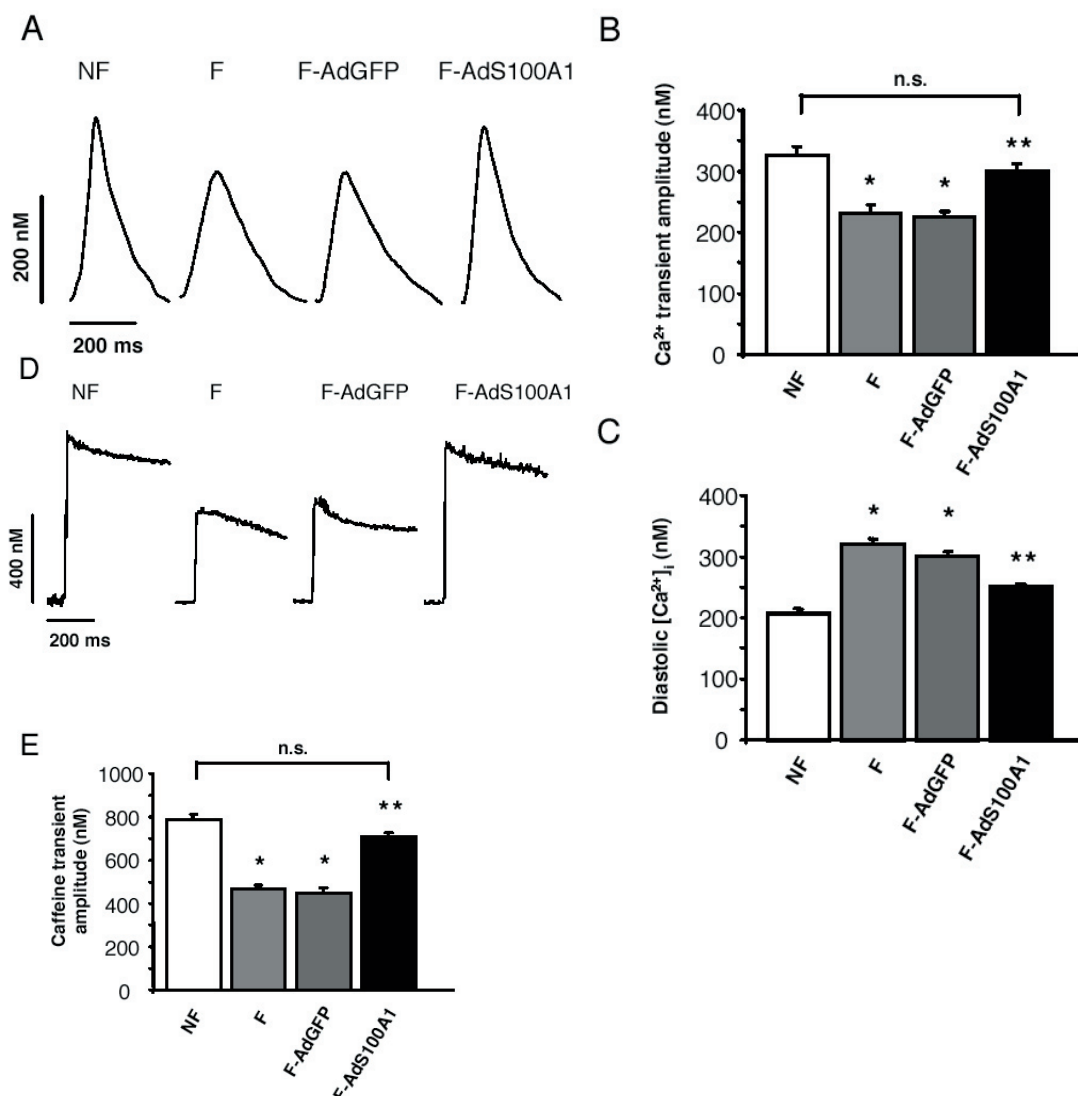 A
NF F F-AdGFP F-AdS100A1
200 nM
200 ms
B
n.s.
Ca²⁺ transient amplitude (nM)
400
300
200
100
0
*
*
**
NF
F
F-AdGFP
F-AdS100A1
D
NF F F-AdGFP F-AdS100A1
400 nM
200 ms
C
Diastolic [Ca²⁺]i (nM)
400
300
200
100
0
*
*
**
NF
F
F-AdGFP
F-AdS100A1
E
n.s.
Caffeine transient
amplitude (nM)
1000
800
600
400
200
0
*
*
**
NF
F
F-AdGFP
F-AdS100A1